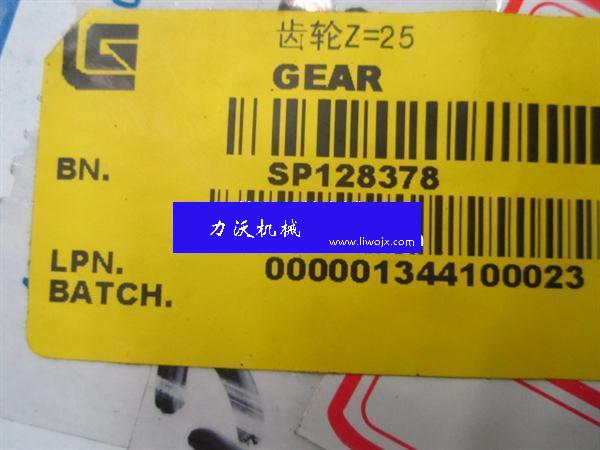 齿轮Z=25
GEAR
BN. SP128378
力沃机械
www.liwojx.com
LPN. 000001344100023
BATCH.